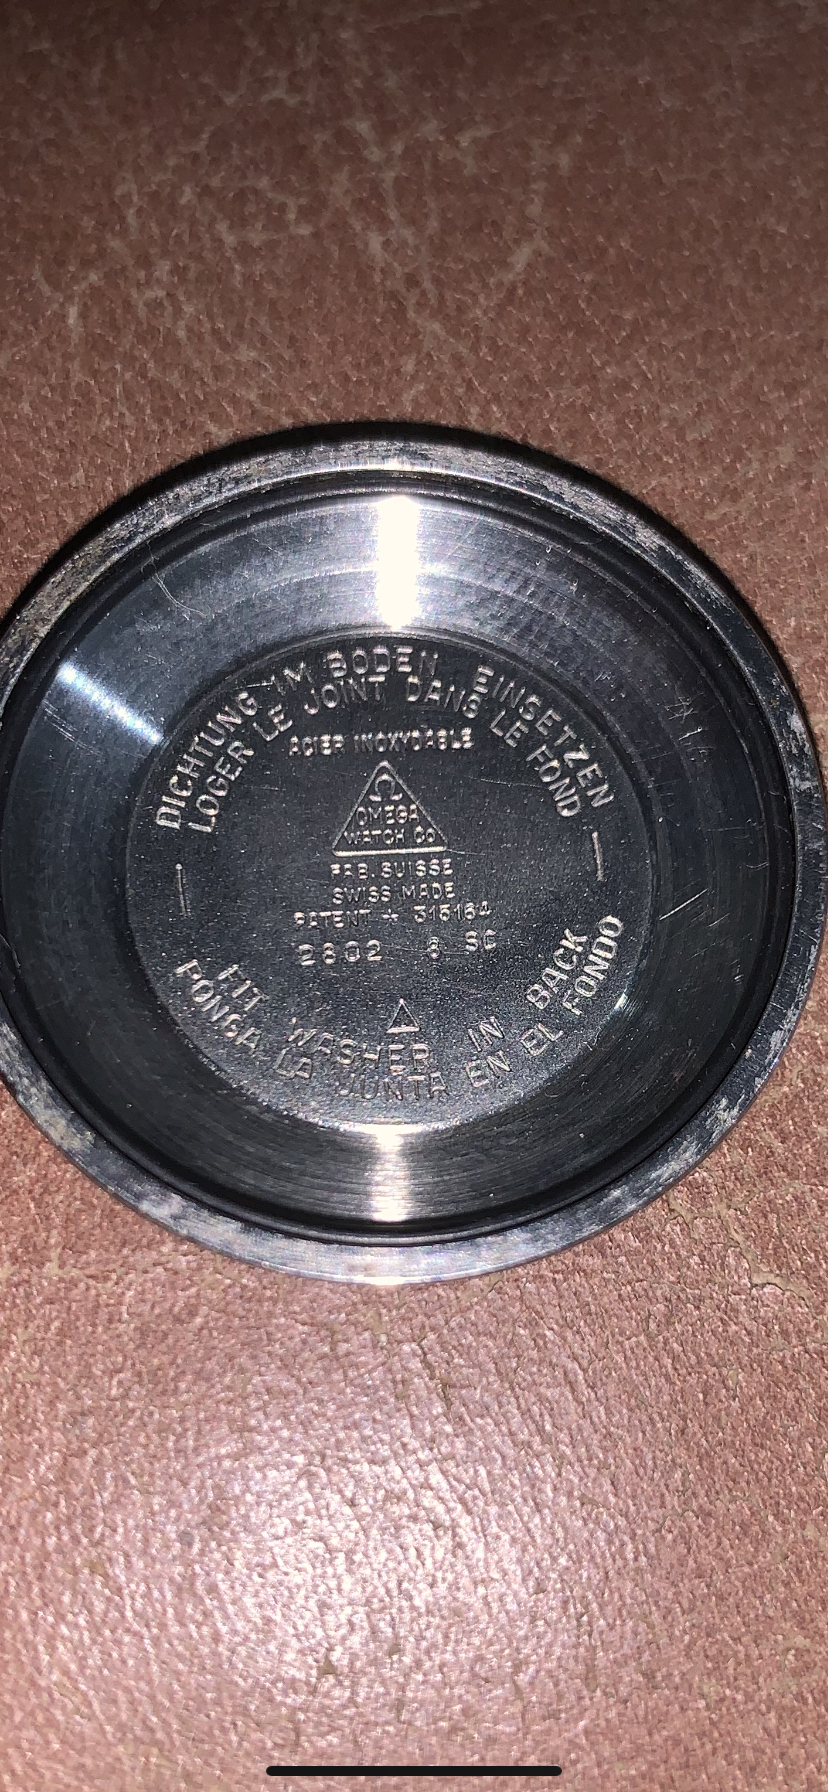 DICHTUNG IM BODEN EINSETZEN
LOGER LE JOINT DANS LE FOND
ACIER INOXYDABLE
Ω
OMEGA
WATCH CO
FAB. SUISSE
SWISS MADE
PATENT + 315164
2802 6 SC
FIT WASHER IN BACK
PONGA LA JUNTA EN EL FONDO